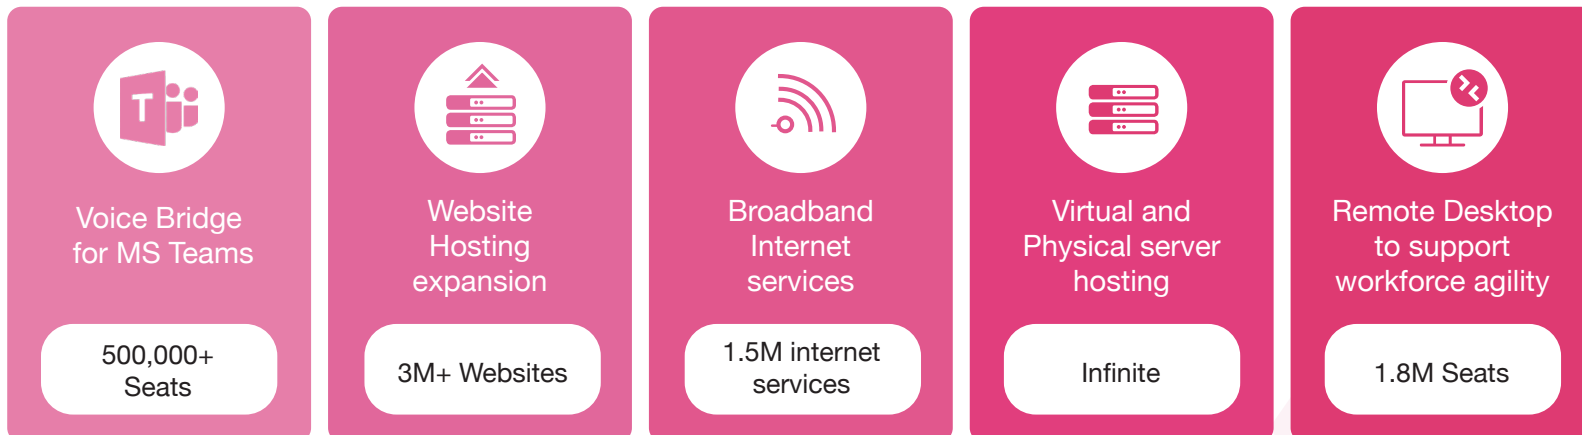 T
Voice Bridge
for MS Teams
500,000+
Seats
Website
Hosting
expansion
3M+ Websites
Broadband
Internet
services
1.5M internet
services
Virtual and
Physical server
hosting
Infinite
Remote Desktop
to support
workforce agility
1.8M Seats